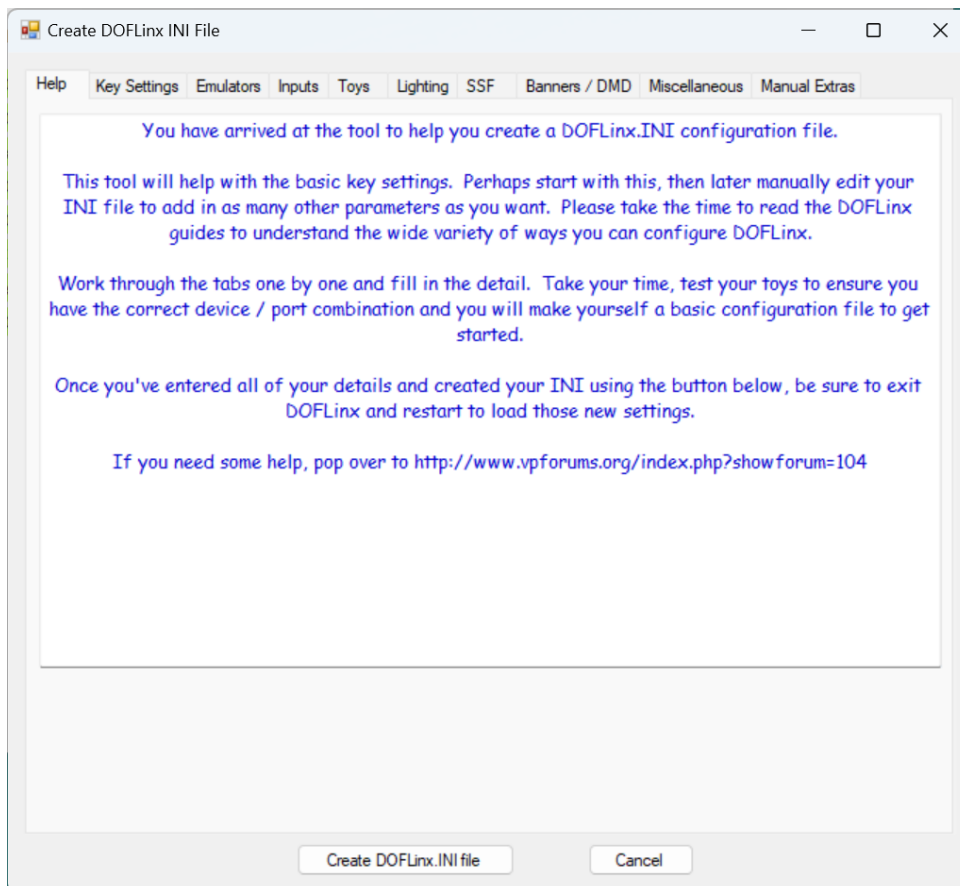 Create DOFLinx INI File
Help Key Settings Emulators Inputs Toys Lighting SSF Banners / DMD Miscellaneous Manual Extras
You have arrived at the tool to help you create a DOFLinx.INI configuration file.
This tool will help with the basic key settings. Perhaps start with this, then later manually edit your
INI file to add in as many other parameters as you want. Please take the time to read the DOFLinx
guides to understand the wide variety of ways you can configure DOFLinx.
Work through the tabs one by one and fill in the detail. Take your time, test your toys to ensure you
have the correct device / port combination and you will make yourself a basic configuration file to get
started.
Once you've entered all of your details and created your INI using the button below, be sure to exit
DOFLinx and restart to load those new settings.
If you need some help, pop over to http://www.vpforums.org/index.php?showforum=104
Create DOFLinx.INI file Cancel